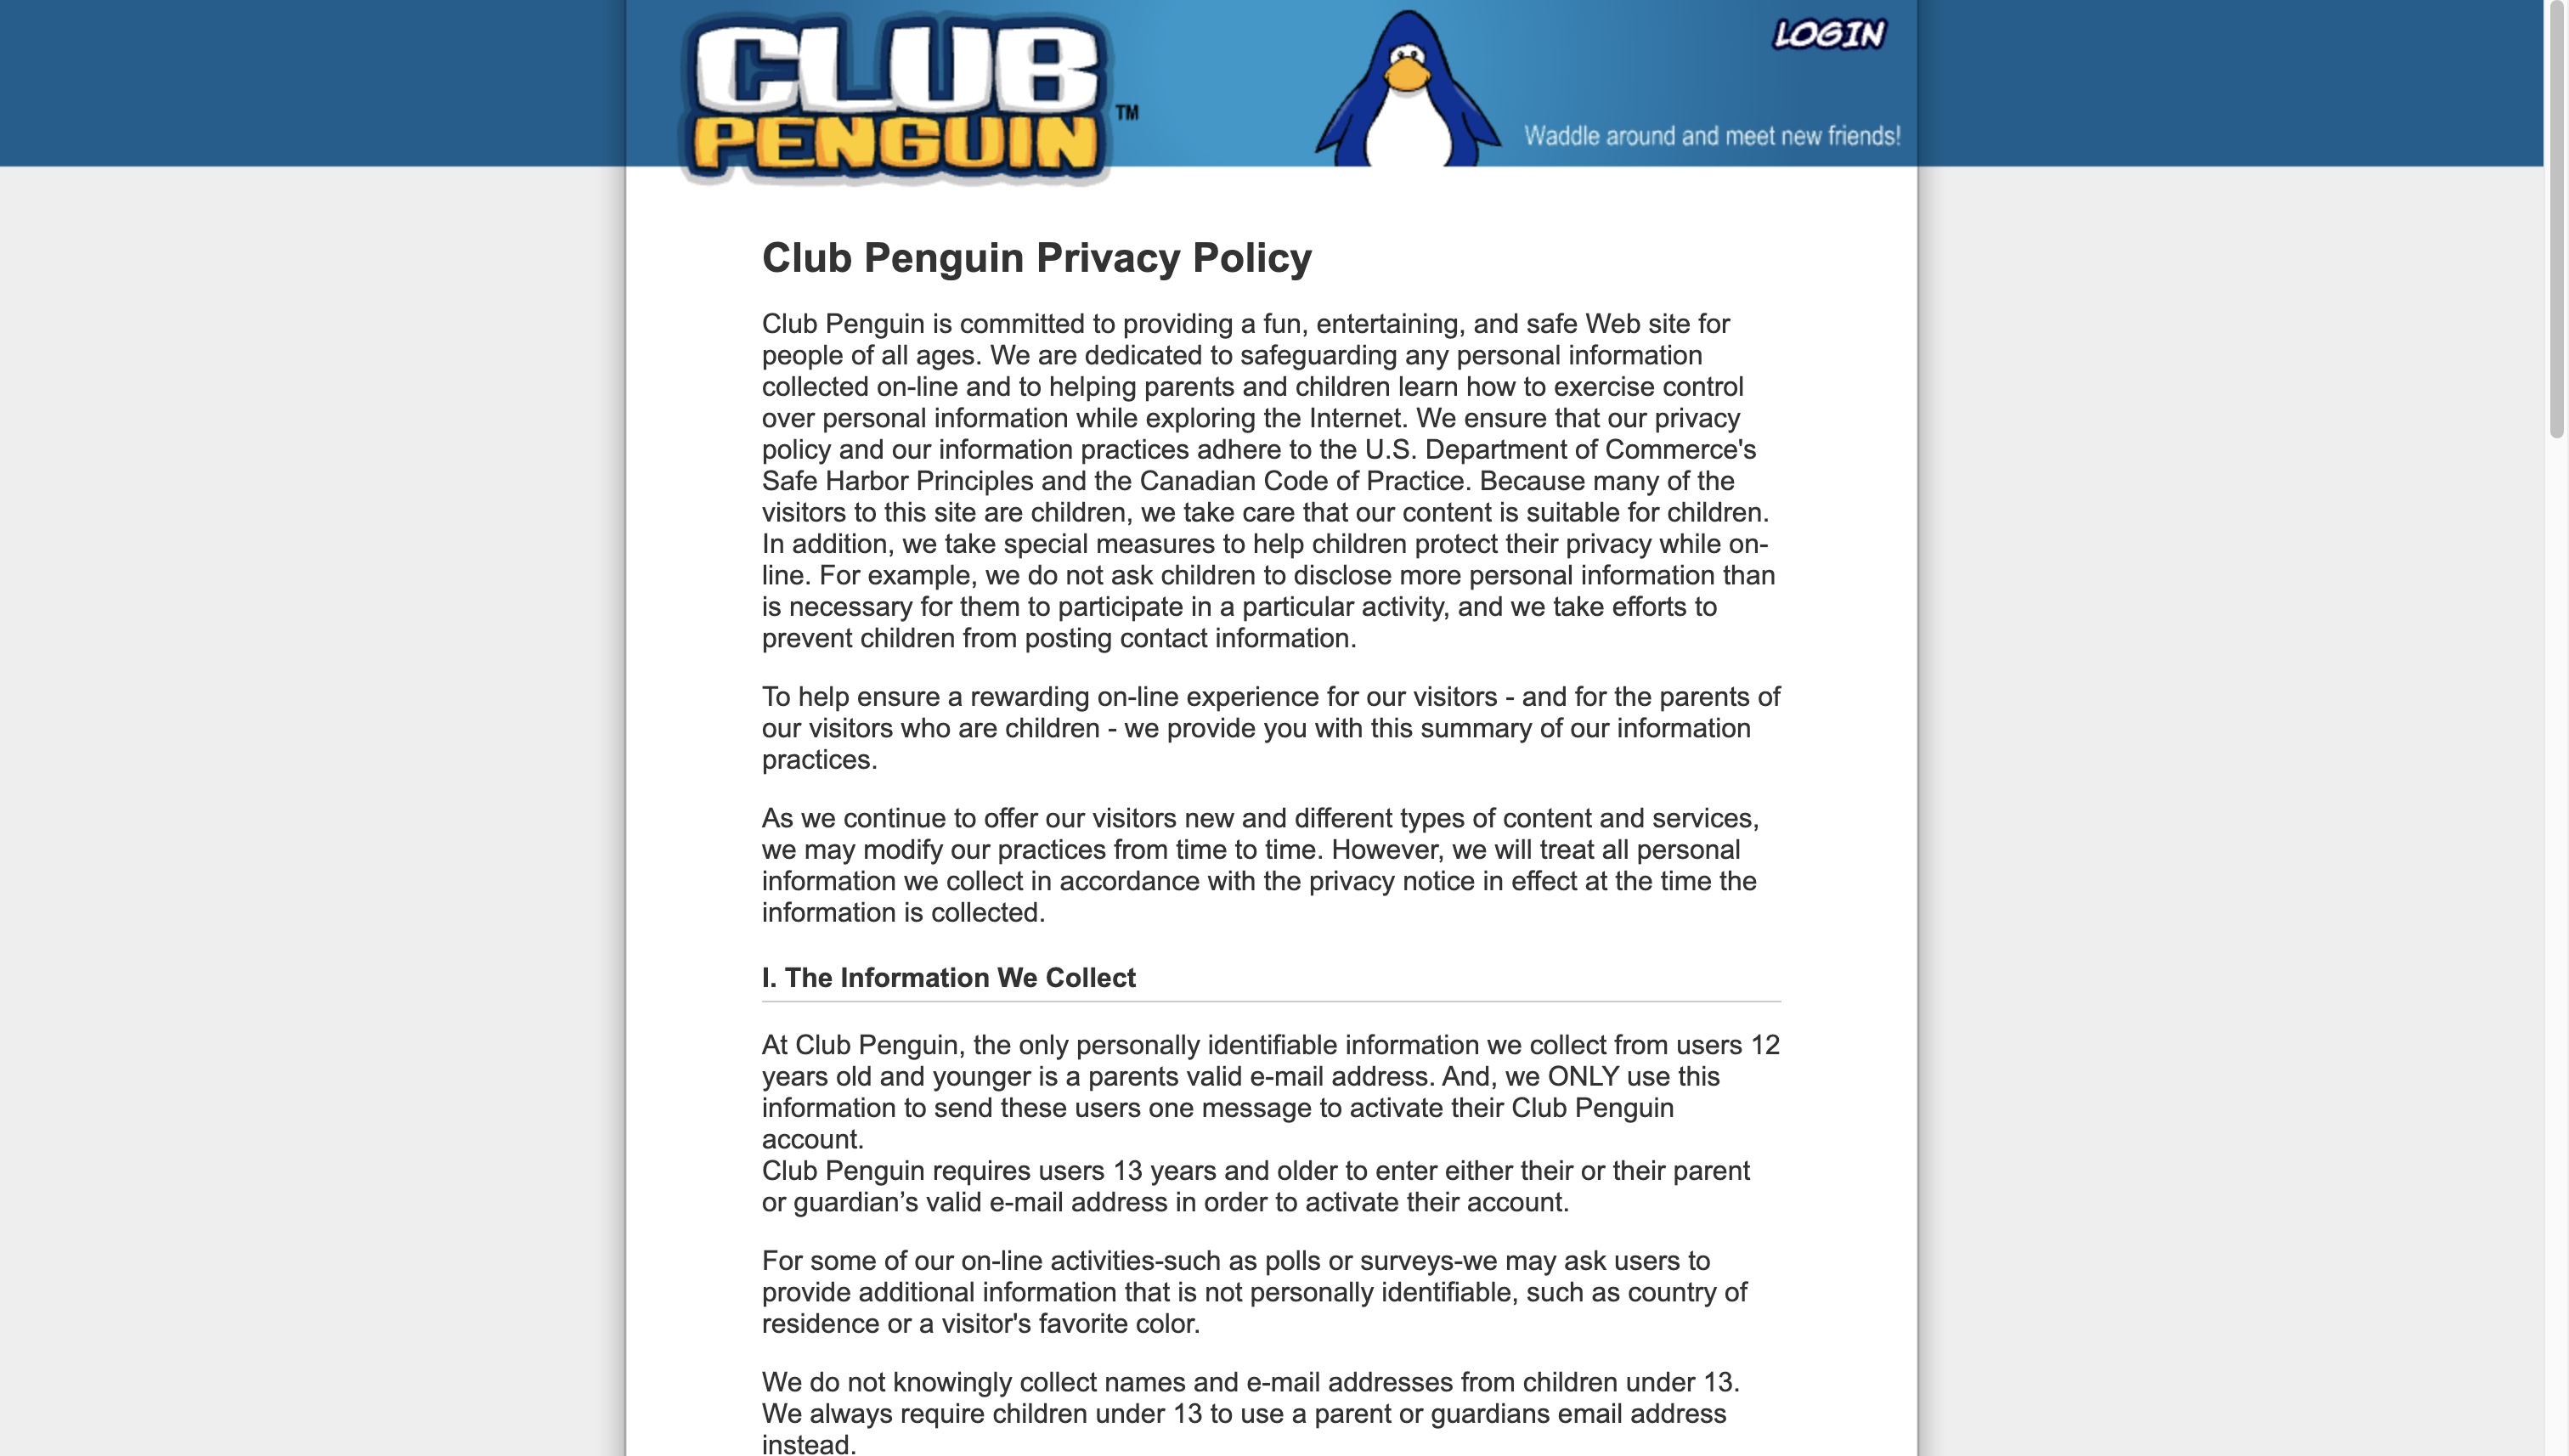 CLUB
PENGUIN
TM
LOGIN
Waddle around and meet new friends!
Club Penguin Privacy Policy
Club Penguin is committed to providing a fun, entertaining, and safe Web site for
people of all ages. We are dedicated to safeguarding any personal information
collected on-line and to helping parents and children learn how to exercise control
over personal information while exploring the Internet. We ensure that our privacy
policy and our information practices adhere to the U.S. Department of Commerce's
Safe Harbor Principles and the Canadian Code of Practice. Because many of the
visitors to this site are children, we take care that our content is suitable for children.
In addition, we take special measures to help children protect their privacy while on-
line. For example, we do not ask children to disclose more personal information than
is necessary for them to participate in a particular activity, and we take efforts to
prevent children from posting contact information.
To help ensure a rewarding on-line experience for our visitors - and for the parents of
our visitors who are children - we provide you with this summary of our information
practices.
As we continue to offer our visitors new and different types of content and services,
we may modify our practices from time to time. However, we will treat all personal
information we collect in accordance with the privacy notice in effect at the time the
information is collected.
I. The Information We Collect
At Club Penguin, the only personally identifiable information we collect from users 12
years old and younger is a parents valid e-mail address. And, we ONLY use this
information to send these users one message to activate their Club Penguin
account.
Club Penguin requires users 13 years and older to enter either their or their parent
or guardian’s valid e-mail address in order to activate their account.
For some of our on-line activities-such as polls or surveys-we may ask users to
provide additional information that is not personally identifiable, such as country of
residence or a visitor's favorite color.
We do not knowingly collect names and e-mail addresses from children under 13.
We always require children under 13 to use a parent or guardians email address
instead.